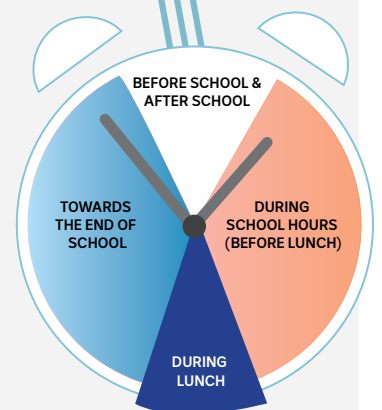 BEFORE SCHOOL &
AFTER SCHOOL
TOWARDS
THE END OF
SCHOOL
DURING
SCHOOL HOURS
(BEFORE LUNCH)
DURING
LUNCH